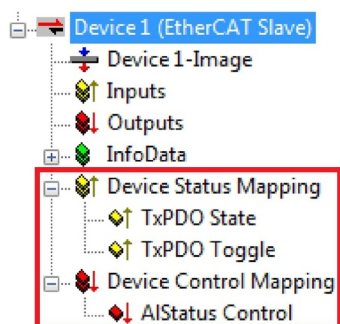 Device 1 (EtherCAT Slave)
Device 1-Image
Inputs
Outputs
InfoData
Device Status Mapping
TxPDO State
TxPDO Toggle
Device Control Mapping
AlStatus Control